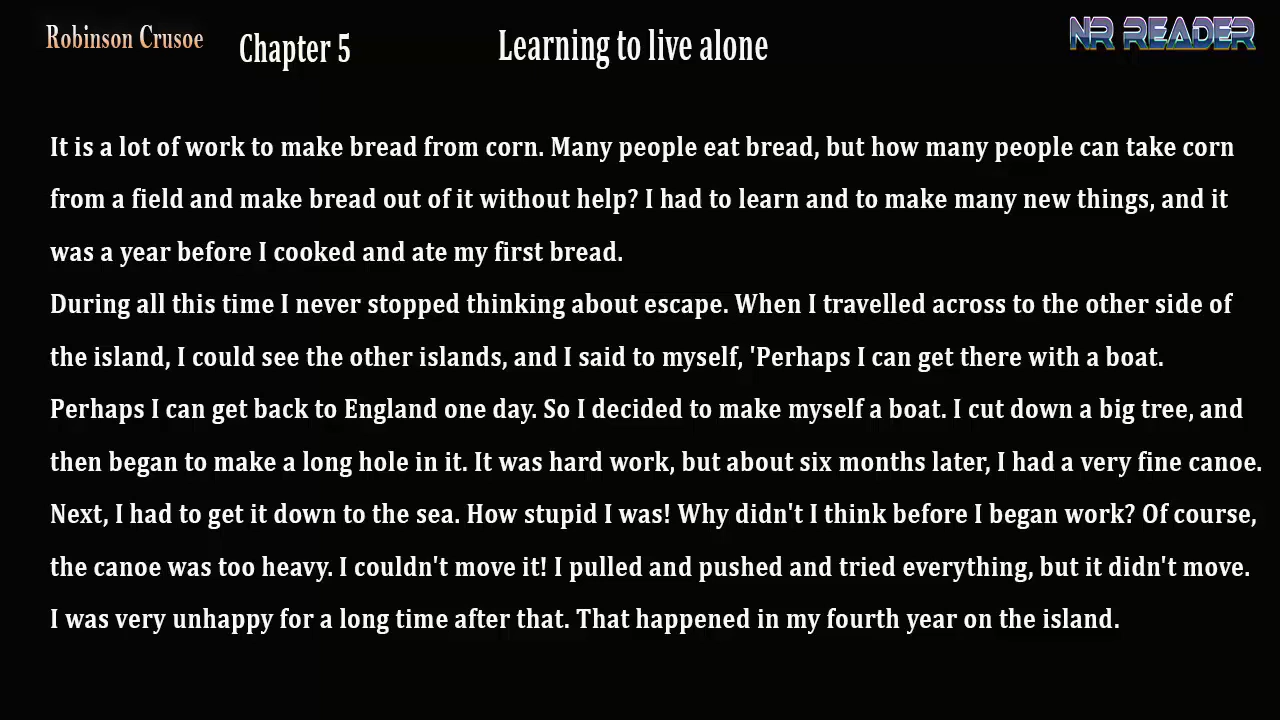 Robinson Crusoe
Chapter 5
Learning to live alone
NR READER
It is a lot of work to make bread from corn. Many people eat bread, but how many people can take corn
from a field and make bread out of it without help? I had to learn and to make many new things, and it
was a year before I cooked and ate my first bread.
During all this time I never stopped thinking about escape. When I travelled across to the other side of
the island, I could see the other islands, and I said to myself, 'Perhaps I can get there with a boat.
Perhaps I can get back to England one day. So I decided to make myself a boat. I cut down a big tree, and
then began to make a long hole in it. It was hard work, but about six months later, I had a very fine canoe.
Next, I had to get it down to the sea. How stupid I was! Why didn't I think before I began work? Of course,
the canoe was too heavy. I couldn't move it! I pulled and pushed and tried everything, but it didn't move.
I was very unhappy for a long time after that. That happened in my fourth year on the island.